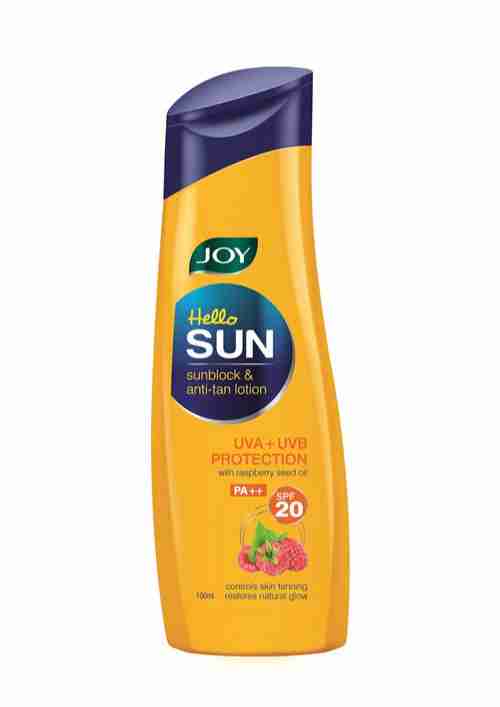 JOY
Hello
SUN
sunblock &
anti-tan lotion
UVA+UVB
PROTECTION
with raspberry seed oil
PA++
SPF
20
controls skin tanning
100ml
restores natural glow